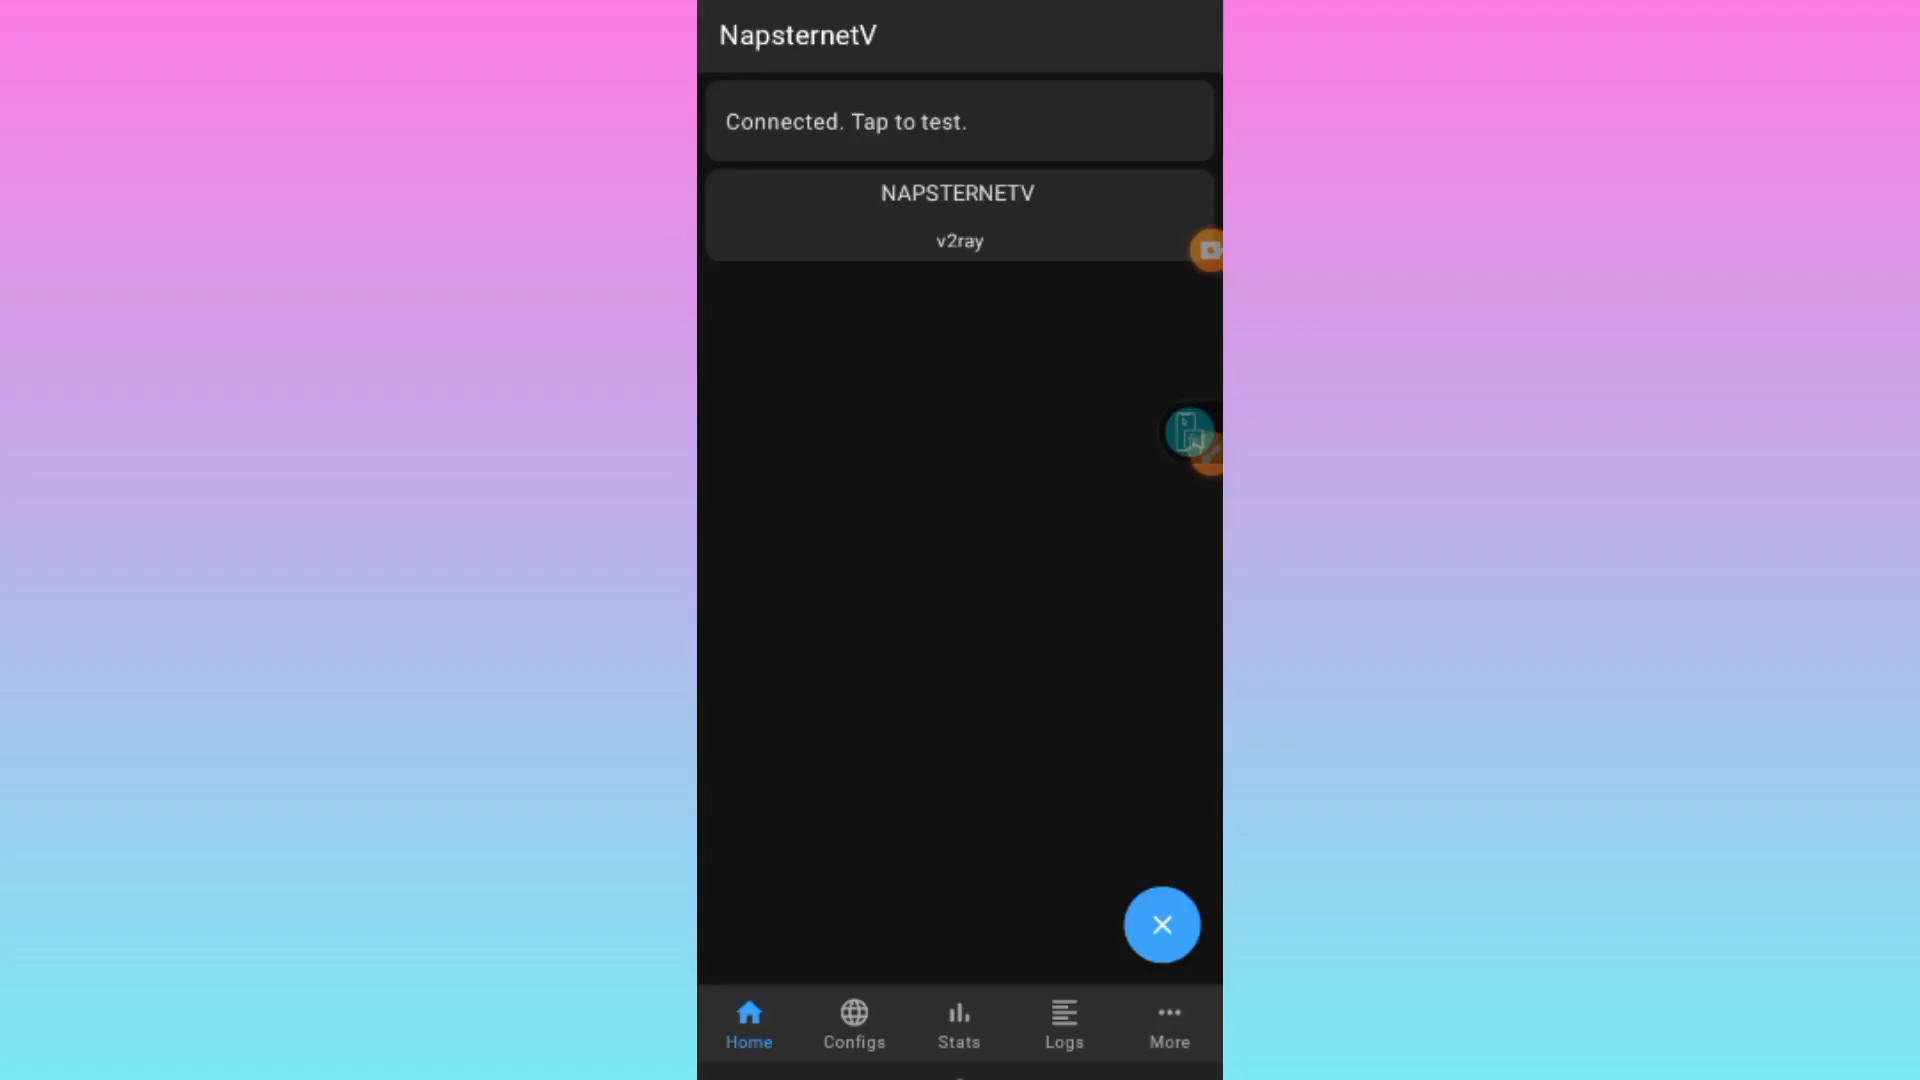 NapsternetV
Connected. Tap to test.
NAPSTERNETV
v2ray
Home
Configs
Stats
Logs
More